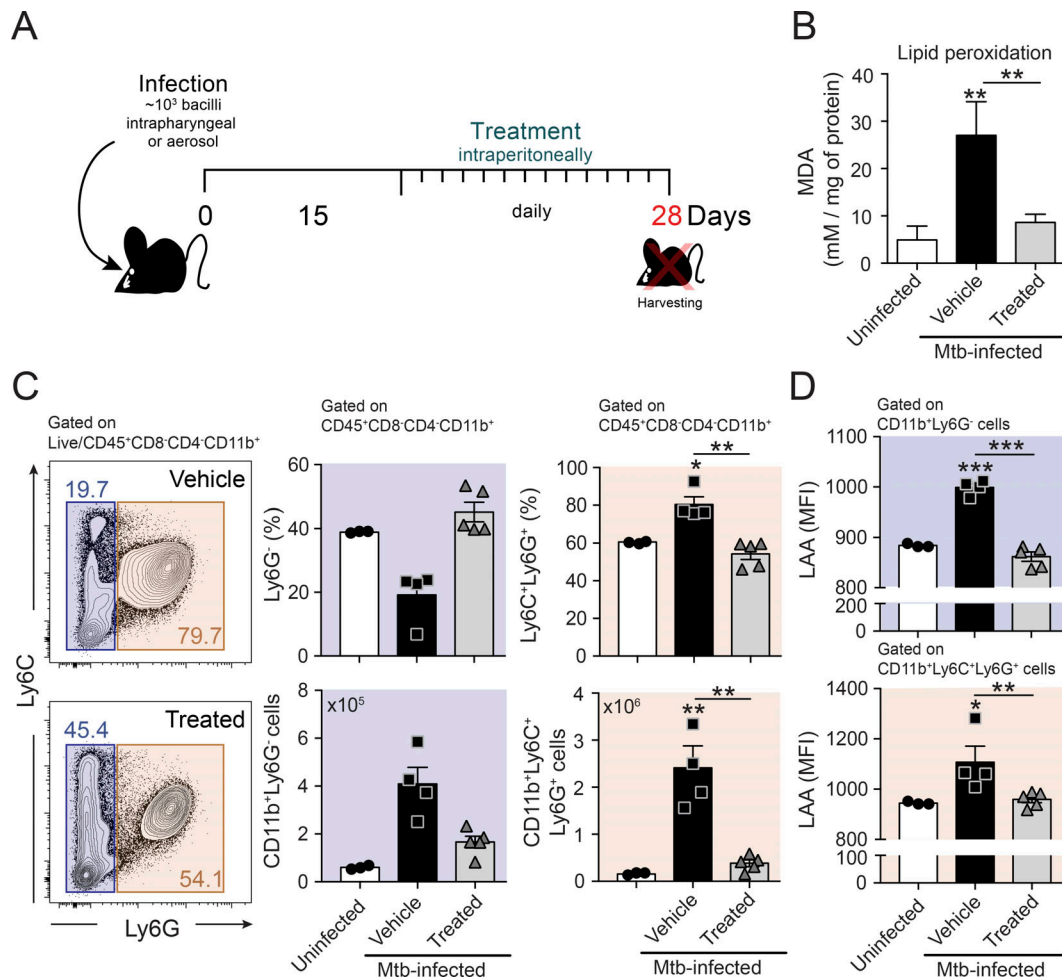 A
Infection
~10³ bacilli
intrapharyngeal
or aerosol
Treatment
intraperitoneally
0
15
daily
28 Days
Harvesting
B
Lipid peroxidation
MDA
(mM / mg of protein)
40
30
20
10
0
**
**
Uninfected
Vehicle
Treated
Mtb-infected
C
Gated on
Live/CD45⁺CD8⁻CD4⁻CD11b⁺
Vehicle
19.7
79.7
Treated
45.4
54.1
Ly6C
Ly6G
Gated on
CD45⁺CD8⁻CD4⁻CD11b⁺
Ly6G⁻ (%)
60
40
20
0
Gated on
CD45⁺CD8⁻CD4⁻CD11b⁺
Ly6C⁺Ly6G⁺ (%)
100
80
60
40
20
0
*
**
CD11b⁺Ly6G⁻ cells
x10⁵
8
6
4
2
0
Uninfected
Vehicle
Treated
Mtb-infected
CD11b⁺Ly6C⁺
Ly6G⁺ cells
x10⁶
4
3
2
1
0
**
**
Uninfected
Vehicle
Treated
Mtb-infected
D
Gated on
CD11b⁺Ly6G⁻ cells
LAA (MFI)
1100
1000
900
800
200
0
***
***
Gated on
CD11b⁺Ly6C⁺Ly6G⁺ cells
LAA (MFI)
1400
1200
1000
800
100
0
*
**
Uninfected
Vehicle
Treated
Mtb-infected